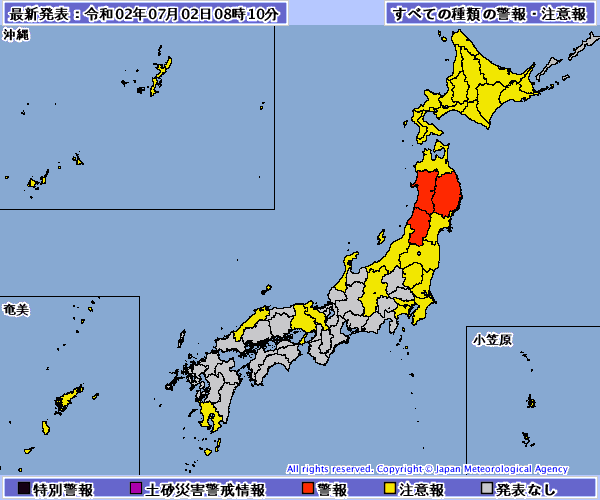 最新発表:令和02年07月02日08時10分
すべての種類の警報・注意報
沖縄
奄美
小笠原
All rights reserved. Copyright © Japan Meteorological Agency
特別警報 土砂災害警戒情報 警報 注意報 発表なし